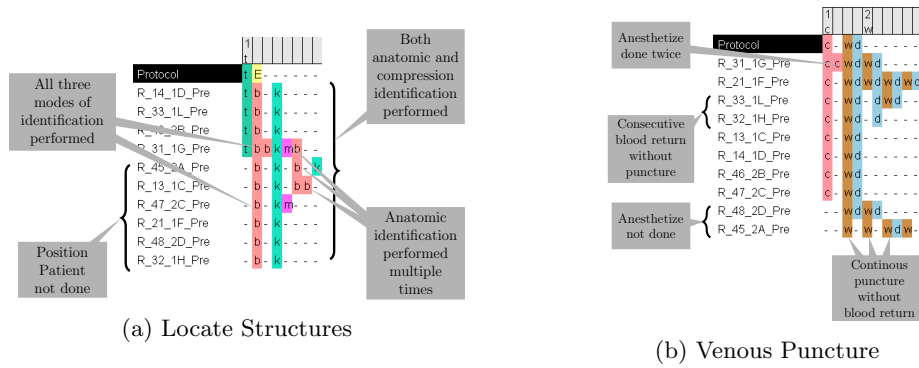 1
t
Protocol t E - - - - - -
R_14_1D_Pre t b - k - - - -
R_33_1L_Pre t b - k - - - -
2B_Pre t b - k - - - -
R_31_1G_Pre t b b k m b - -
R_45_2A_Pre - b - k - b - k
R_13_1C_Pre - b - k - b b -
R_47_2C_Pre - b - k m - - -
R_21_1F_Pre - b - k - - - -
R_48_2D_Pre - b - k - - - -
R_32_1H_Pre - b - k - - - -
All three
modes of
identification
performed
Position
Patient
not done
Both
anatomic and
compression
identification
performed
Anatomic
identification
performed
multiple
times
(a) Locate Structures
1
c
2
w
Protocol c - w d - - - - - -
R_31_1G_Pre c c w d w d - - - -
R_21_1F_Pre c - w d w d w d w d
R_33_1L_Pre c - w d - d w d - -
R_32_1H_Pre c - w d - d - - - -
R_13_1C_Pre c - w d - - - - - -
R_14_1D_Pre c - w d - - - - - -
R_46_2B_Pre c - w d - - - - - -
R_47_2C_Pre c - w d - - - - - -
R_48_2D_Pre - - w d w d - - - -
R_45_2A_Pre - - w d w - w d w -
Anesthetize
done twice
Consecutive
blood return
without
puncture
Anesthetize
not done
Continous
puncture
without
blood return
(b) Venous Puncture